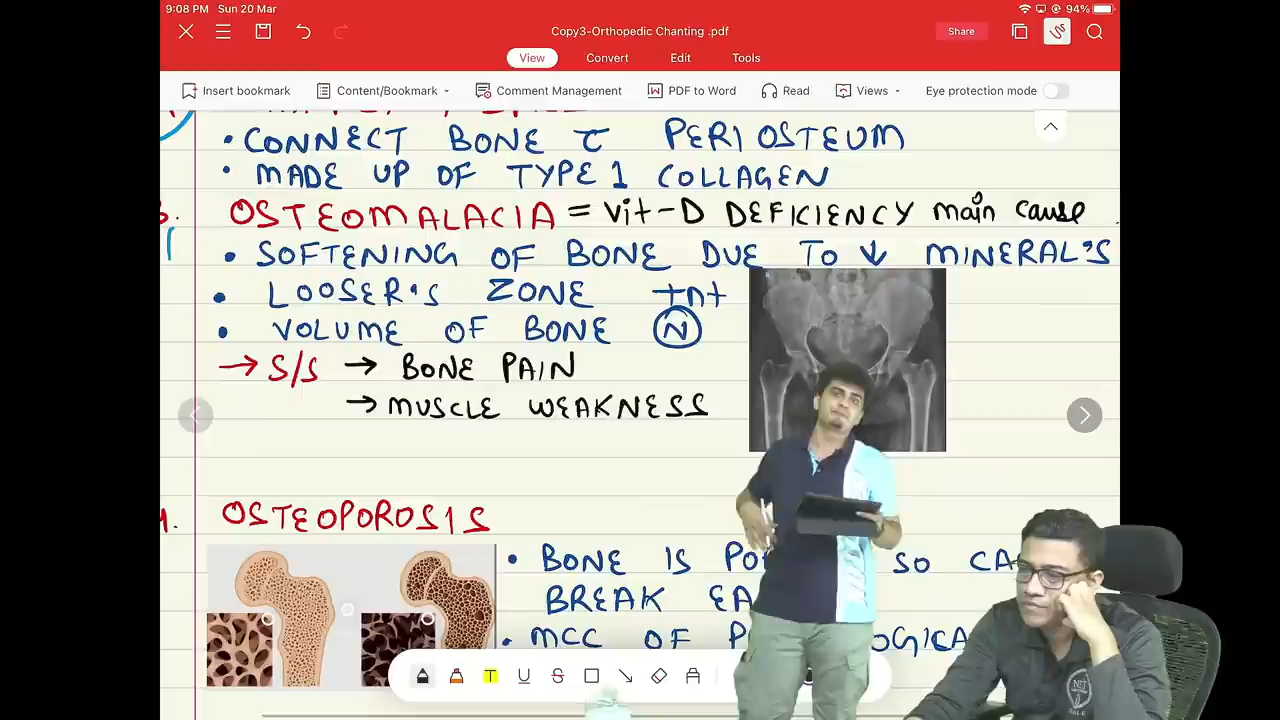 9:08 PM Sun 20 Mar
94%
Copy3-Orthopedic Chanting .pdf
Share
View Convert Edit Tools
Insert bookmark Content/Bookmark Comment Management PDF to Word Read Views Eye protection mode
• CONNECT BONE PERIOSTEUM
• MADE UP OF TYPE 1 COLLAGEN
OSTEOMALACIA = Vit-D DEFICIENCY main cause
• SOFTENING OF BONE DUE TO ↓ MINERAL'S
• LOOSER'S ZONE +nt
• VOLUME OF BONE N
→ S/S → BONE PAIN
→ MUSCLE WEAKNESS
OSTEOPOROSIS
• BONE IS SO
BREAK
• MCC OF